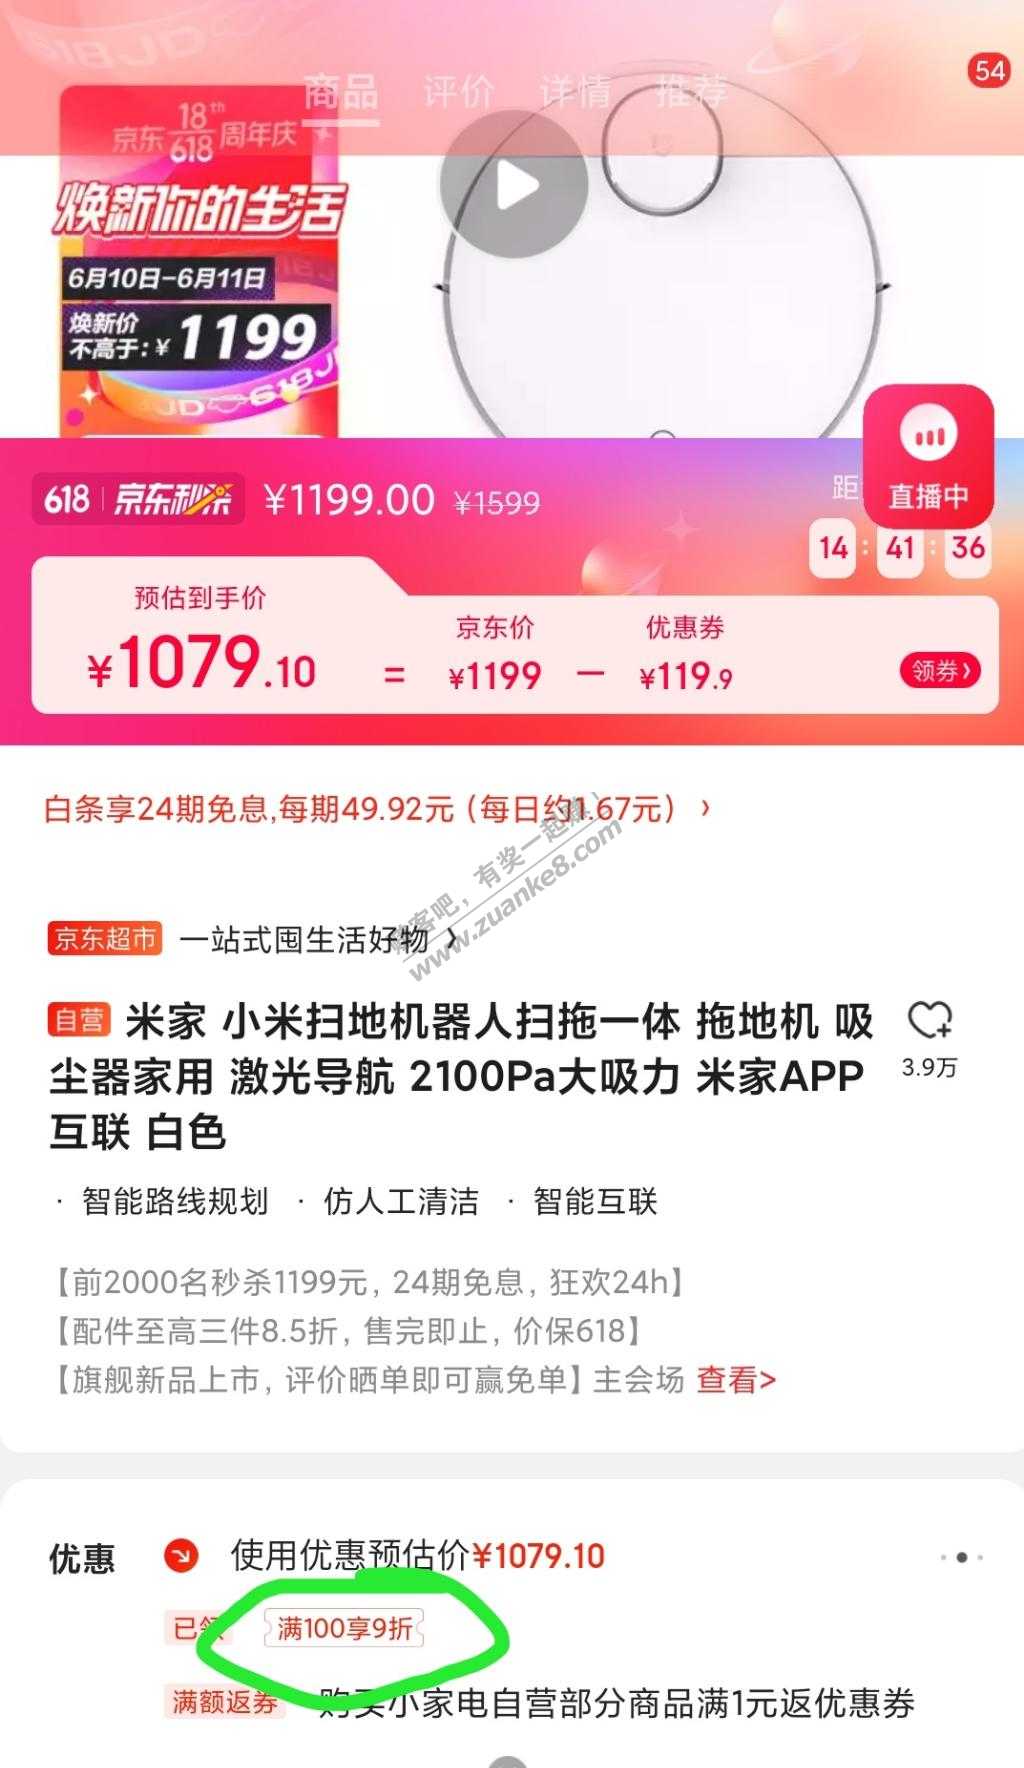 618JD
商品 评价 详情 推荐
54
18th
京东618周年庆
焕新你的生活
6月10日-6月11日
焕新价
不高于:¥1199
JD 618JD
618 京东秒杀 ¥1199.00 ¥1599
距
直播中
14:41:36
预估到手价
¥1079.10
=
京东价
¥1199
-
优惠券
¥119.9
领券>
白条享24期免息,每期49.92元(每日约1.67元) >
赚客吧，有奖一起赚！
www.zuanke8.com
京东超市 一站式囤生活好物 >
自营 米家 小米扫地机器人扫拖一体 拖地机 吸
尘器家用 激光导航 2100Pa大吸力 米家APP
互联 白色
3.9万
· 智能路线规划 · 仿人工清洁 · 智能互联
【前2000名秒杀1199元，24期免息，狂欢24h】
【配件至高三件8.5折，售完即止，价保618】
【旗舰新品上市，评价晒单即可赢免单】主会场 查看>
优惠 使用优惠预估价¥1079.10
已领 满100享9折
满额返券 购买小家电自营部分商品满1元返优惠券